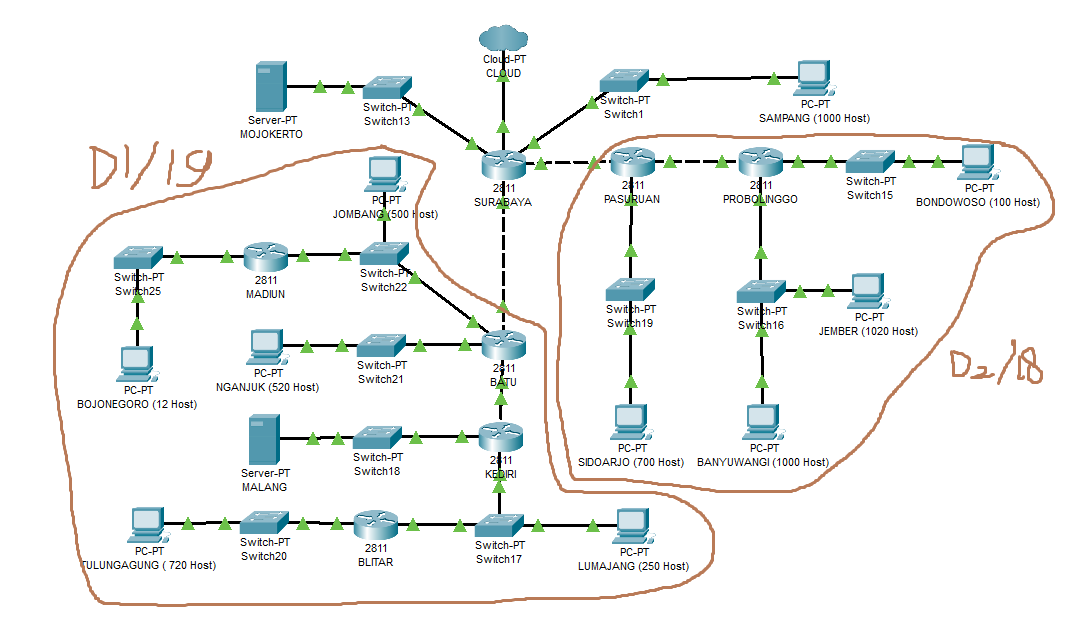 Cloud-PT
CLOUD
Server-PT
MOJOKERTO
Switch-PT
Switch13
Switch-PT
Switch1
PC-PT
SAMPANG (1000 Host)
D1/19
2811
SURABAYA
2811
PASURUAN
2811
PROBOLINGGO
Switch-PT
Switch15
PC-PT
BONDOWOSO (100 Host)
PC-PT
JOMBANG (500 Host)
Switch-PT
Switch25
2811
MADIUN
Switch-PT
Switch22
Switch-PT
Switch19
Switch-PT
Switch16
PC-PT
JEMBER (1020 Host)
PC-PT
BOJONEGORO (12 Host)
PC-PT
NGANJUK (520 Host)
Switch-PT
Switch21
2811
BATU
D2/18
Server-PT
MALANG
Switch-PT
Switch18
2811
KEDIRI
PC-PT
SIDOARJO (700 Host)
PC-PT
BANYUWANGI (1000 Host)
PC-PT
TULUNGAGUNG ( 720 Host)
Switch-PT
Switch20
2811
BLITAR
Switch-PT
Switch17
PC-PT
LUMAJANG (250 Host)